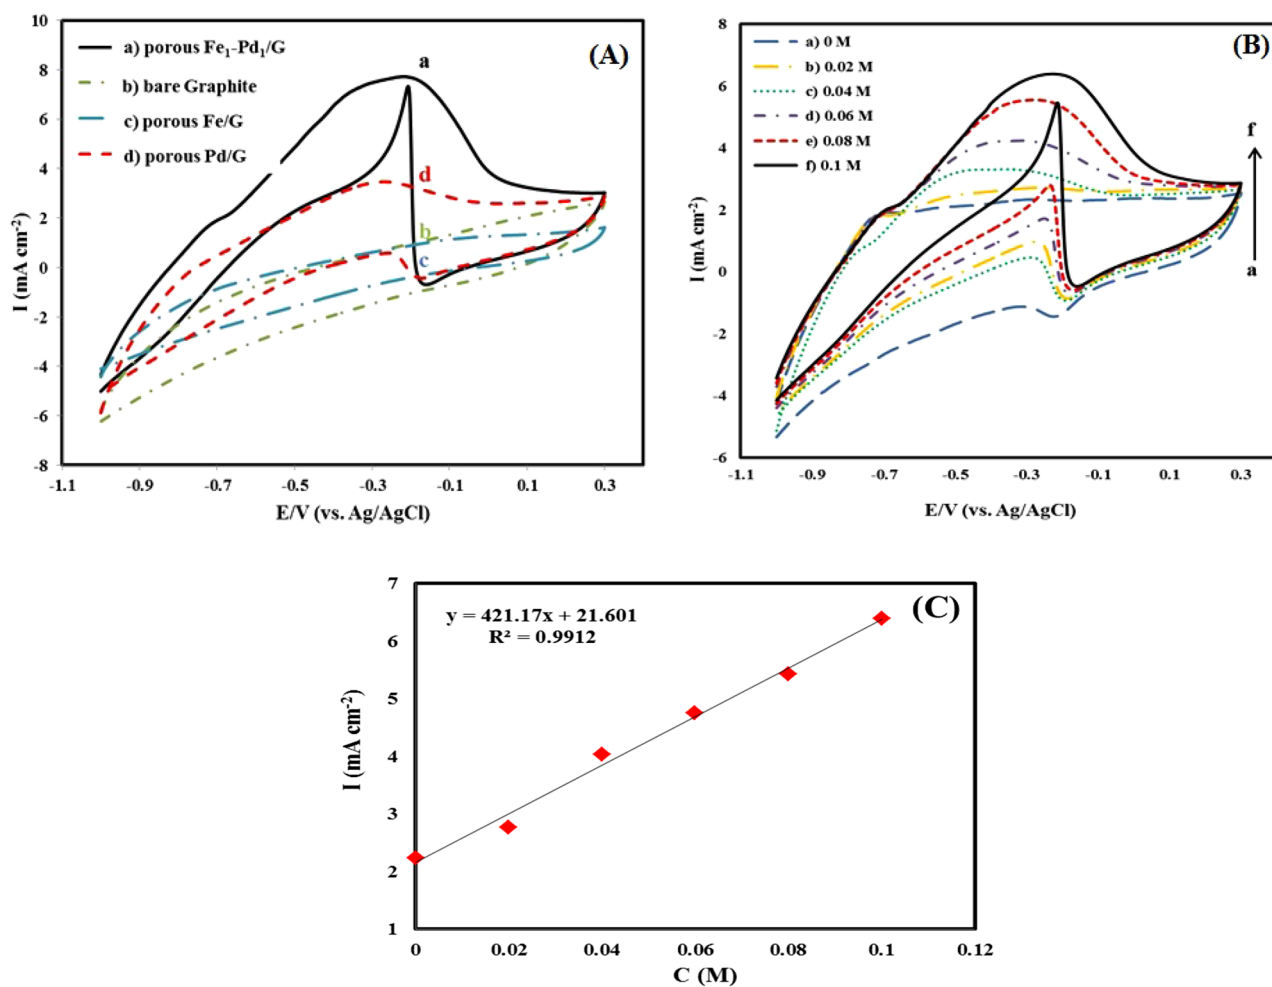 (A)
a) porous Fe₁-Pd₁/G
b) bare Graphite
c) porous Fe/G
d) porous Pd/G
a
d
b
c
10
8
6
4
2
0
-2
-4
-6
-8
-1.1 -0.9 -0.7 -0.5 -0.3 -0.1 0.1 0.3
I (mA cm⁻²)
E/V (vs. Ag/AgCl)
(B)
a) 0 M
b) 0.02 M
c) 0.04 M
d) 0.06 M
e) 0.08 M
f) 0.1 M
f
a
8
6
4
2
0
-2
-4
-6
-1.1 -0.9 -0.7 -0.5 -0.3 -0.1 0.1 0.3
I (mA cm⁻²)
E/V (vs. Ag/AgCl)
(C)
y = 421.17x + 21.601
R² = 0.9912
7
6
5
4
3
2
1
0 0.02 0.04 0.06 0.08 0.1 0.12
I (mA cm⁻²)
C (M)